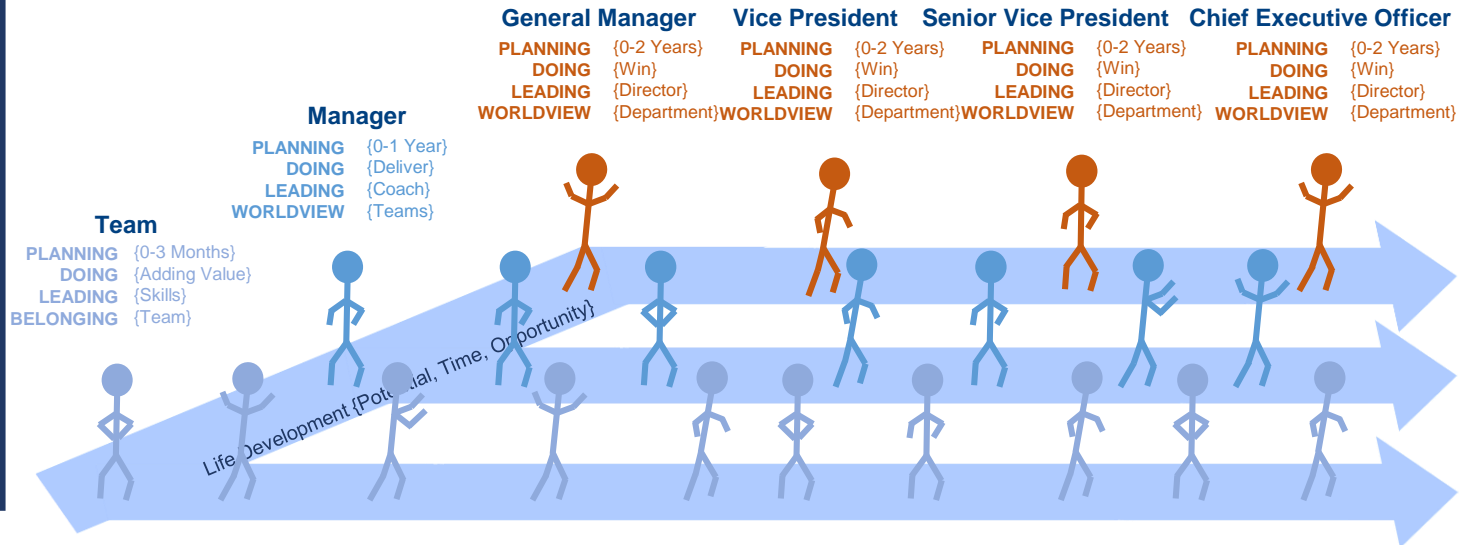 General Manager
PLANNING {0-2 Years}
DOING {Win}
LEADING {Director}
WORLDVIEW {Department}
Vice President
PLANNING {0-2 Years}
DOING {Win}
LEADING {Director}
WORLDVIEW {Department}
Senior Vice President
PLANNING {0-2 Years}
DOING {Win}
LEADING {Director}
WORLDVIEW {Department}
Chief Executive Officer
PLANNING {0-2 Years}
DOING {Win}
LEADING {Director}
WORLDVIEW {Department}
Manager
PLANNING {0-1 Year}
DOING {Deliver}
LEADING {Coach}
WORLDVIEW {Teams}
Team
PLANNING {0-3 Months}
DOING {Adding Value}
LEADING {Skills}
BELONGING {Team}
Life Development {Potential, Time, Opportunity}